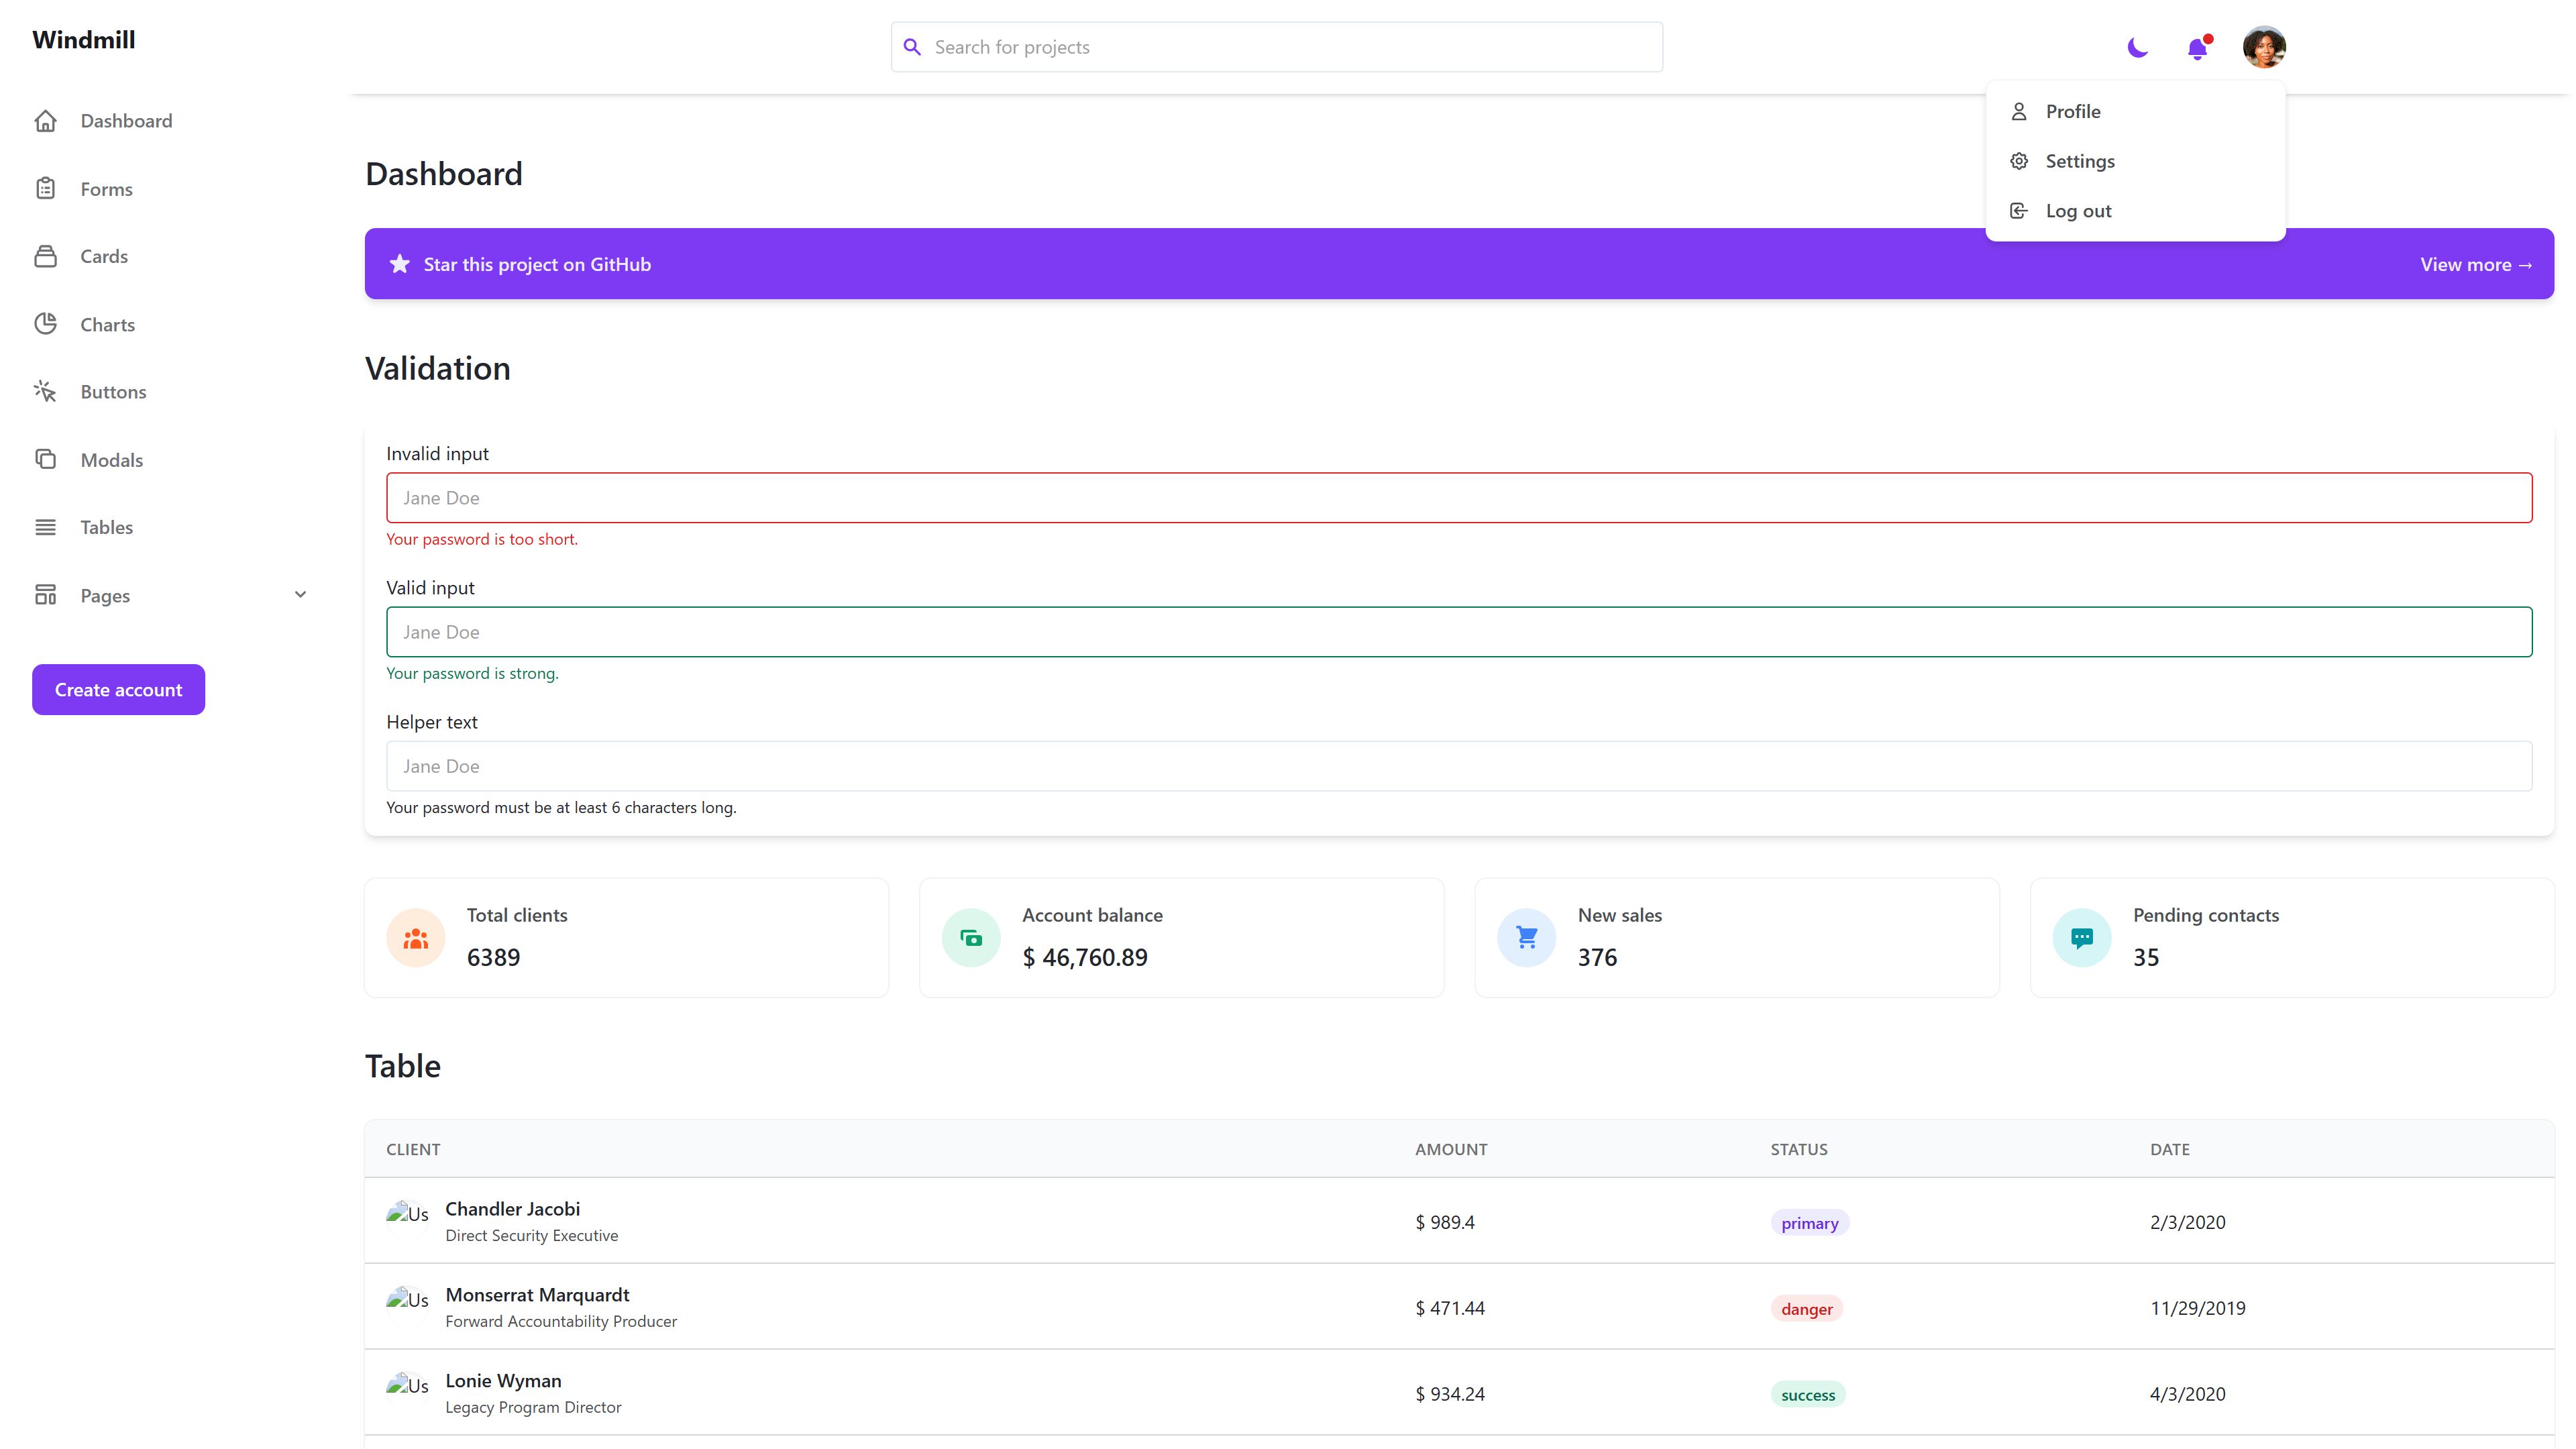 Windmill
Search for projects
Profile
Settings
Log out
Dashboard
Forms
Cards
Charts
Buttons
Modals
Tables
Pages
Create account
Dashboard
Star this project on GitHub
View more →
Validation
Invalid input
Jane Doe
Your password is too short.
Valid input
Jane Doe
Your password is strong.
Helper text
Jane Doe
Your password must be at least 6 characters long.
Total clients
6389
Account balance
$ 46,760.89
New sales
376
Pending contacts
35
Table
CLIENT AMOUNT STATUS DATE
Us Chandler Jacobi
Direct Security Executive
$ 989.4 primary 2/3/2020
Us Monserrat Marquardt
Forward Accountability Producer
$ 471.44 danger 11/29/2019
Us Lonie Wyman
Legacy Program Director
$ 934.24 success 4/3/2020